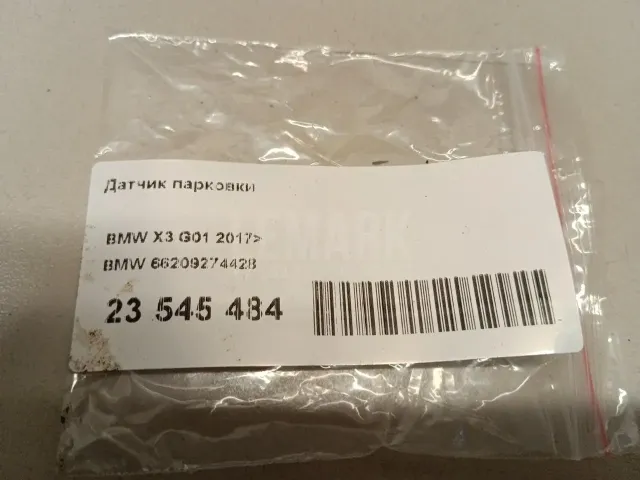 Датчик парковки
BMW X3 G01 2017>
BMW 66209274428
23 545 484